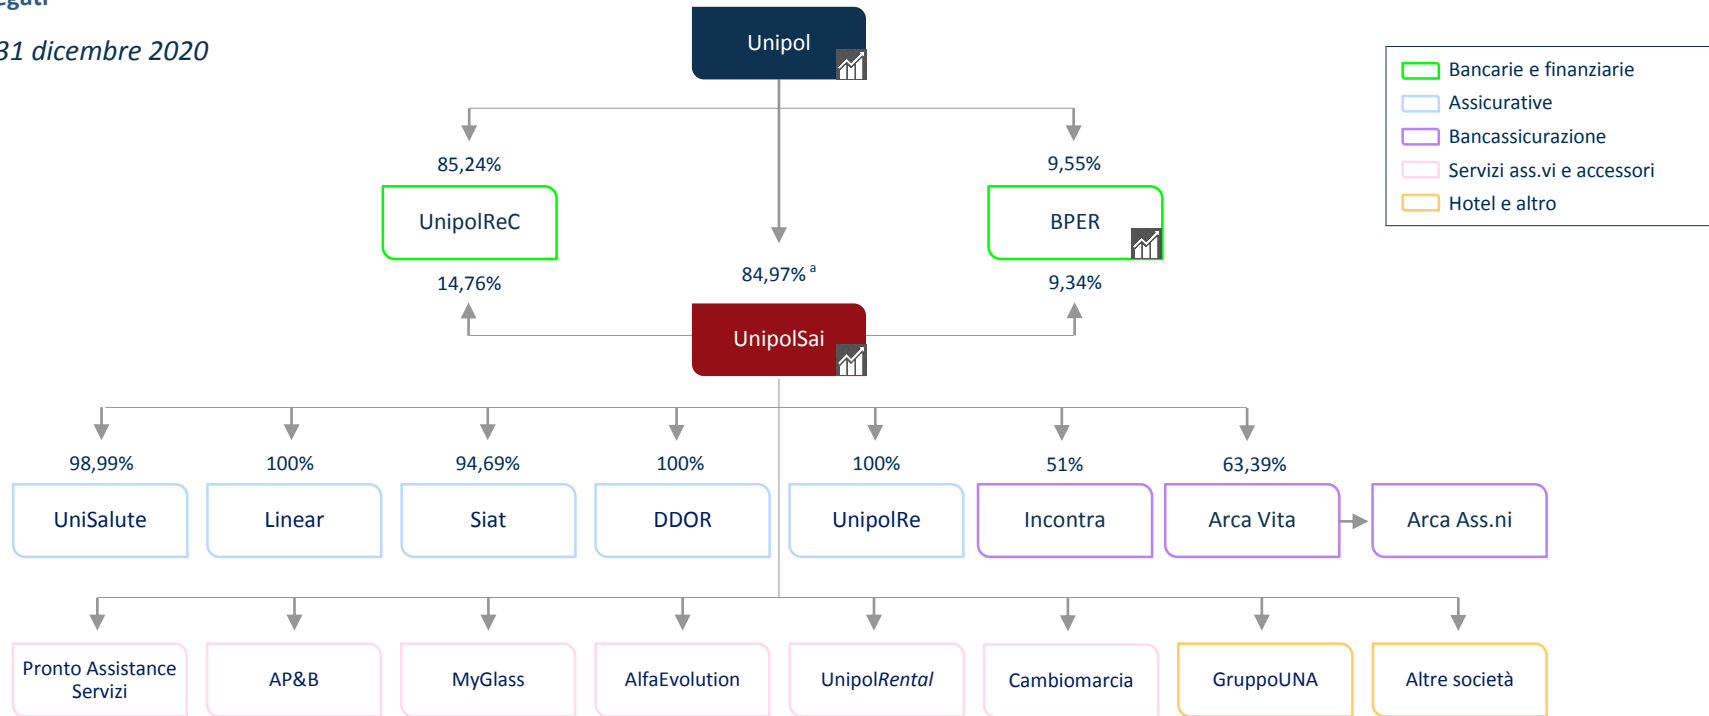 31 dicembre 2020
Unipol
Bancarie e finanziarie
Assicurative
Bancassicurazione
Servizi ass.vi e accessori
Hotel e altro
85,24%
9,55%
UnipolReC
BPER
14,76%
84,97% a
9,34%
UnipolSai
98,99%
100%
94,69%
100%
100%
51%
63,39%
UniSalute
Linear
Siat
DDOR
UnipolRe
Incontra
Arca Vita
Arca Ass.ni
Pronto Assistance
Servizi
AP&B
MyGlass
AlfaEvolution
UnipolRental
Cambiomarcia
GruppoUNA
Altre società